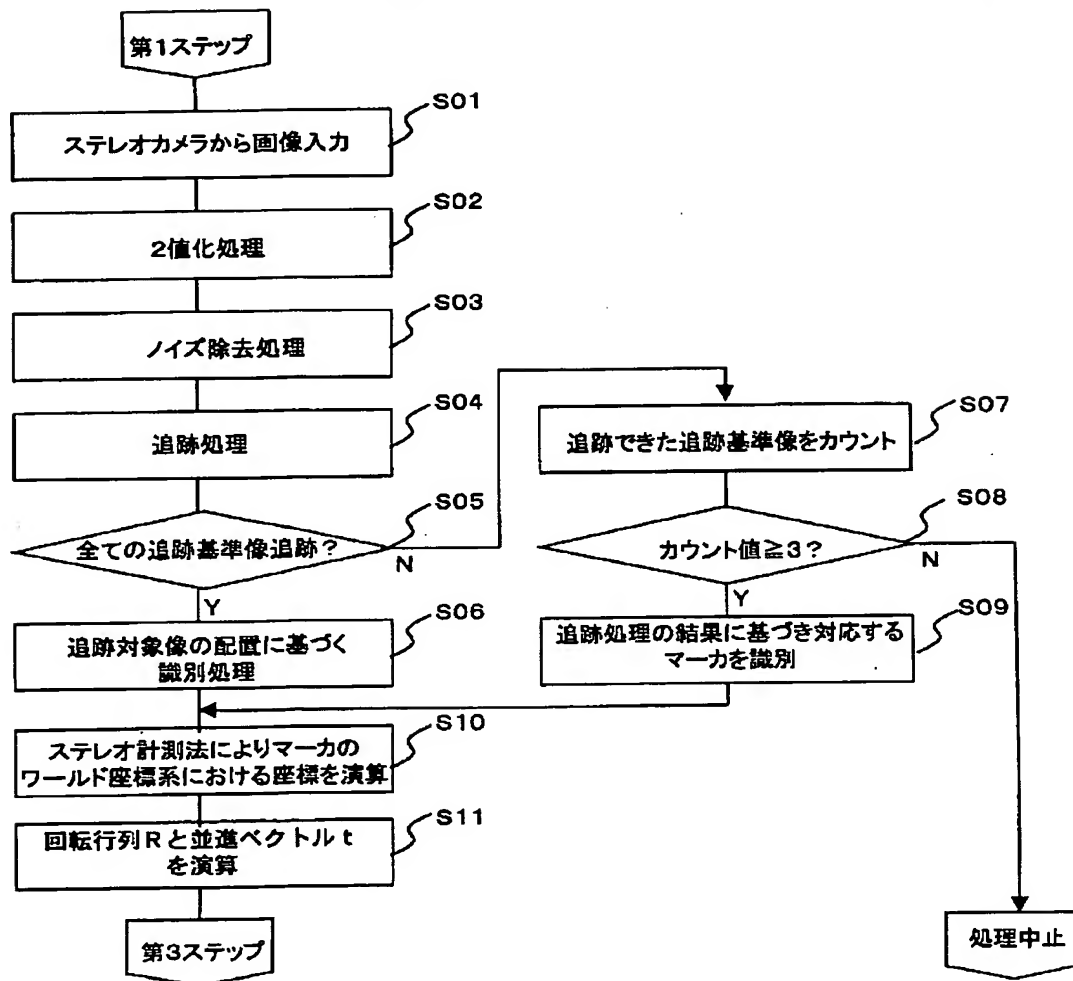 第1ステップ
S01
ステレオカメラから画像入力
S02
2値化処理
S03
ノイズ除去処理
S04
追跡処理
S05
全ての追跡基準像追跡？
N
Y
S06
追跡対象像の配置に基づく
識別処理
S07
追跡できた追跡基準像をカウント
S08
カウント値≧3？
N
Y
S09
追跡処理の結果に基づき対応する
マーカを識別
S10
ステレオ計測法によりマーカの
ワールド座標系における座標を演算
S11
回転行列Rと並進ベクトルt
を演算
第3ステップ
処理中止